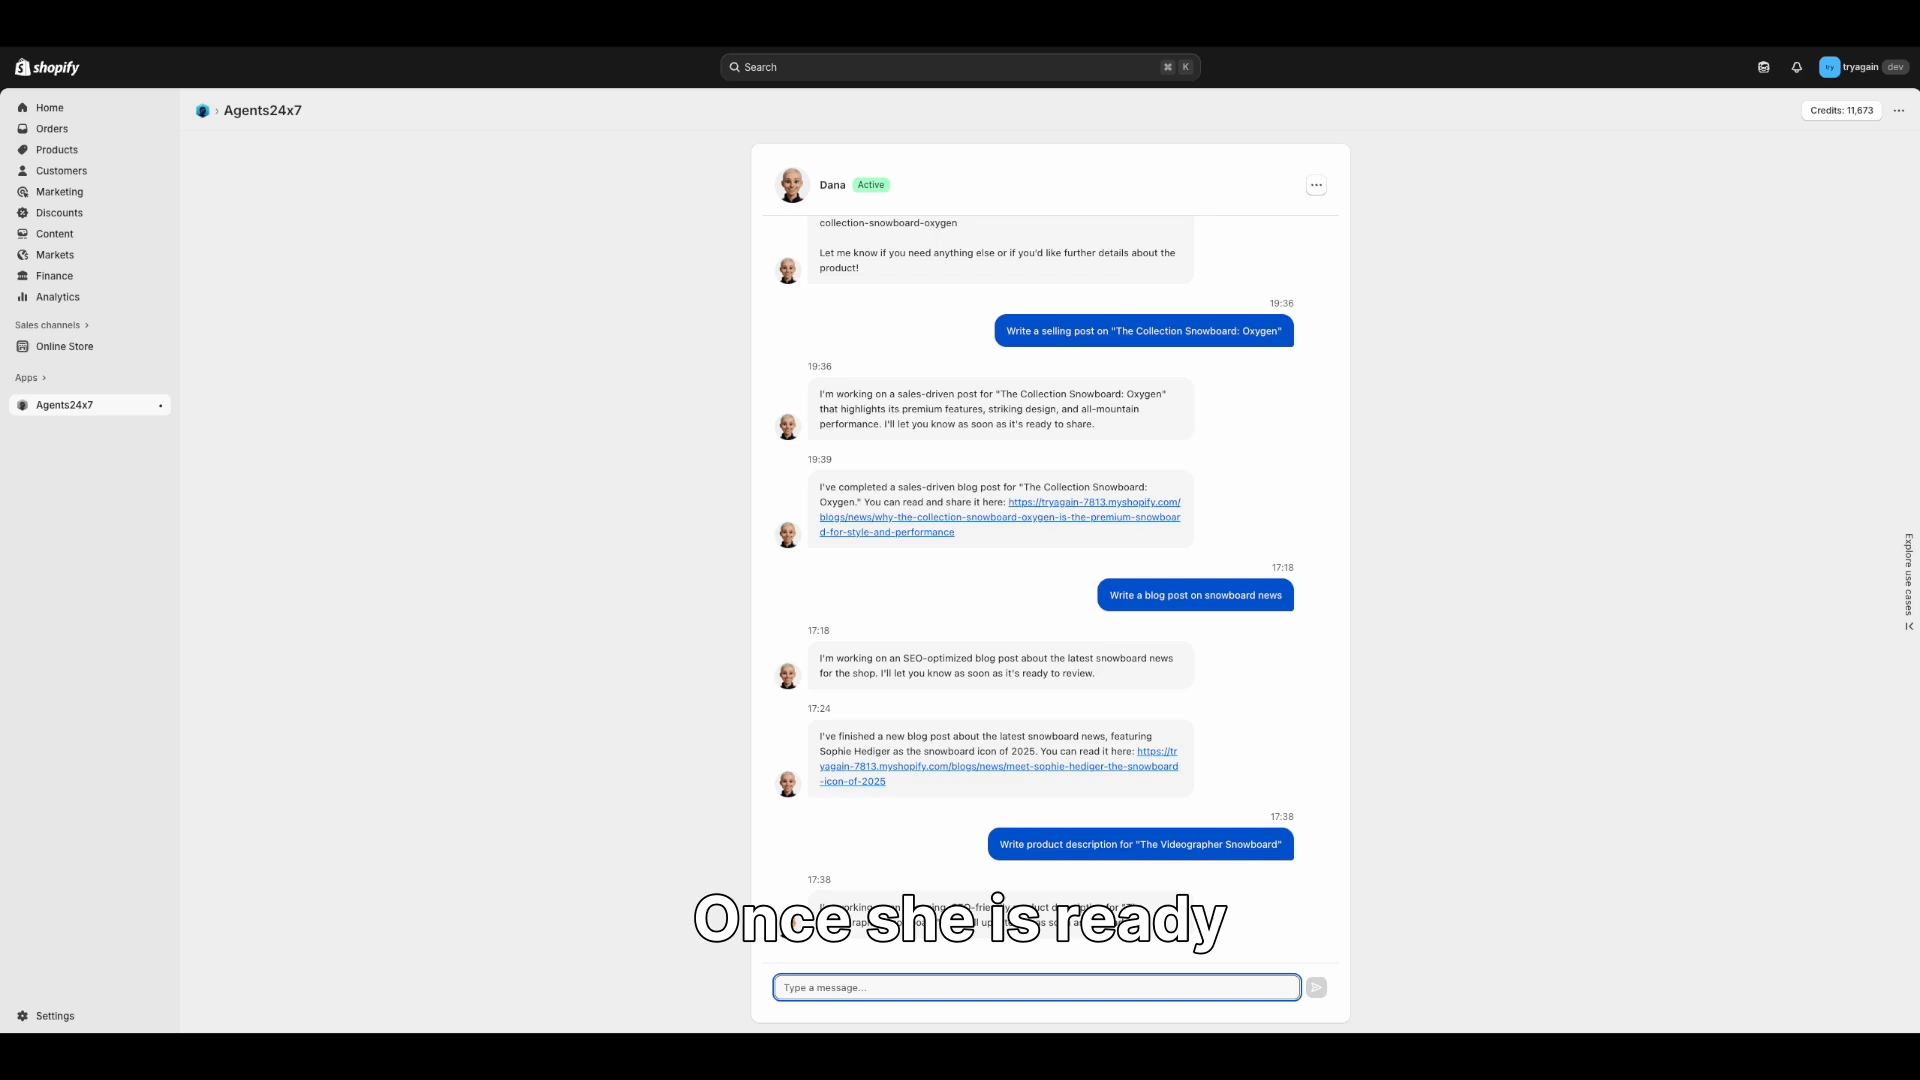 shopify
Search
⌘ K
try
tryagain
dev
Home
Orders
Products
Customers
Marketing
Discounts
Content
Markets
Finance
Analytics
Sales channels
Online Store
Apps
Agents24x7
Settings
Agents24x7
Credits: 11,673
Dana
Active
collection-snowboard-oxygen
Let me know if you need anything else or if you'd like further details about the
product!
19:36
Write a selling post on "The Collection Snowboard: Oxygen"
19:36
I'm working on a sales-driven post for "The Collection Snowboard: Oxygen"
that highlights its premium features, striking design, and all-mountain
performance. I'll let you know as soon as it's ready to share.
19:39
I've completed a sales-driven blog post for "The Collection Snowboard:
Oxygen." You can read and share it here: https://tryagain-7813.myshopify.com/
blogs/news/why-the-collection-snowboard-oxygen-is-the-premium-snowboar
d-for-style-and-performance
17:18
Write a blog post on snowboard news
17:18
I'm working on an SEO-optimized blog post about the latest snowboard news
for the shop. I'll let you know as soon as it's ready to review.
17:24
I've finished a new blog post about the latest snowboard news, featuring
Sophie Hediger as the snowboard icon of 2025. You can read it here: https://tr
yagain-7813.myshopify.com/blogs/news/meet-sophie-hediger-the-snowboard
-icon-of-2025
17:38
Write product description for "The Videographer Snowboard"
17:38
Once she is ready
Type a message...
Explore use cases